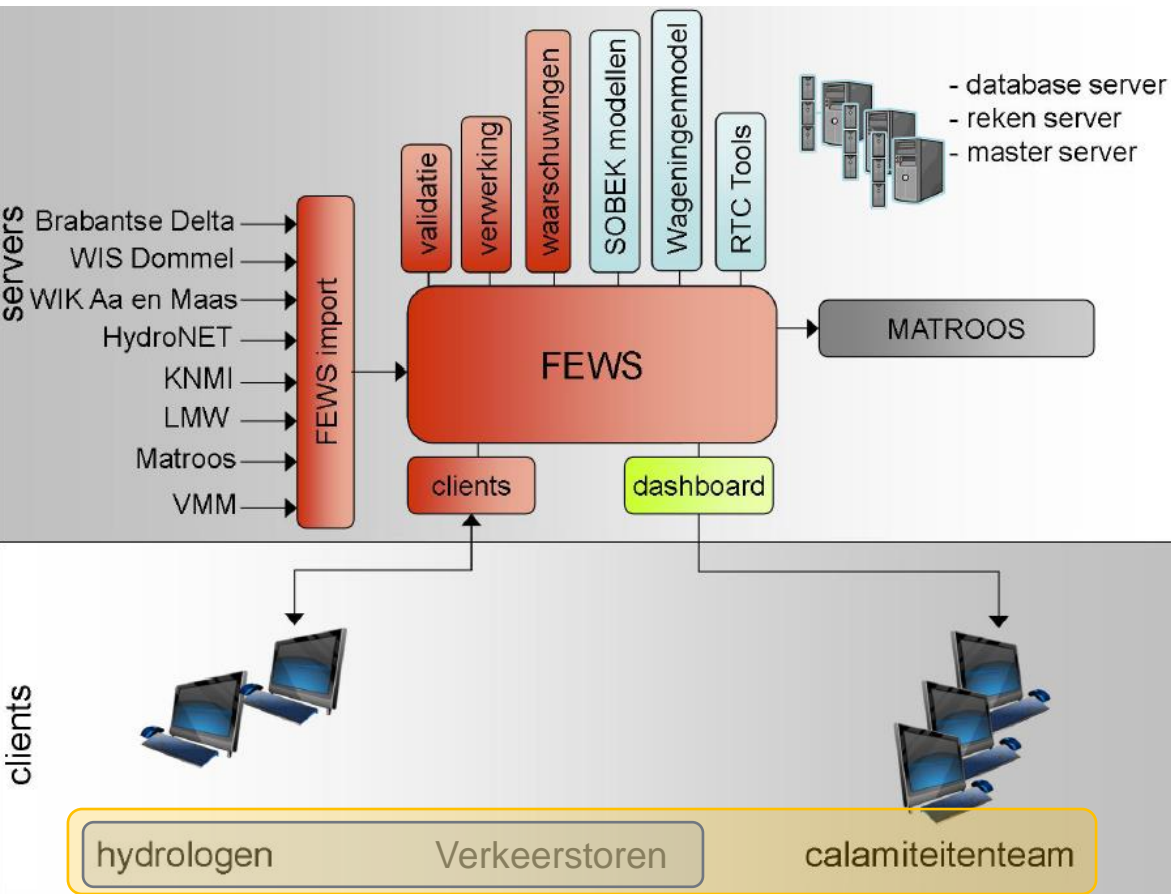 validatie
verwerking
waarschuwingen
SOBEK modellen
Wageningenmodel
RTC Tools
- database server
- reken server
- master server
servers
Brabantse Delta
WIS Dommel
WIK Aa en Maas
HydroNET
KNMI
LMW
Matroos
VMM
FEWS import
FEWS
MATROOS
clients
dashboard
clients
hydrologen
Verkeerstoren
calamiteitenteam